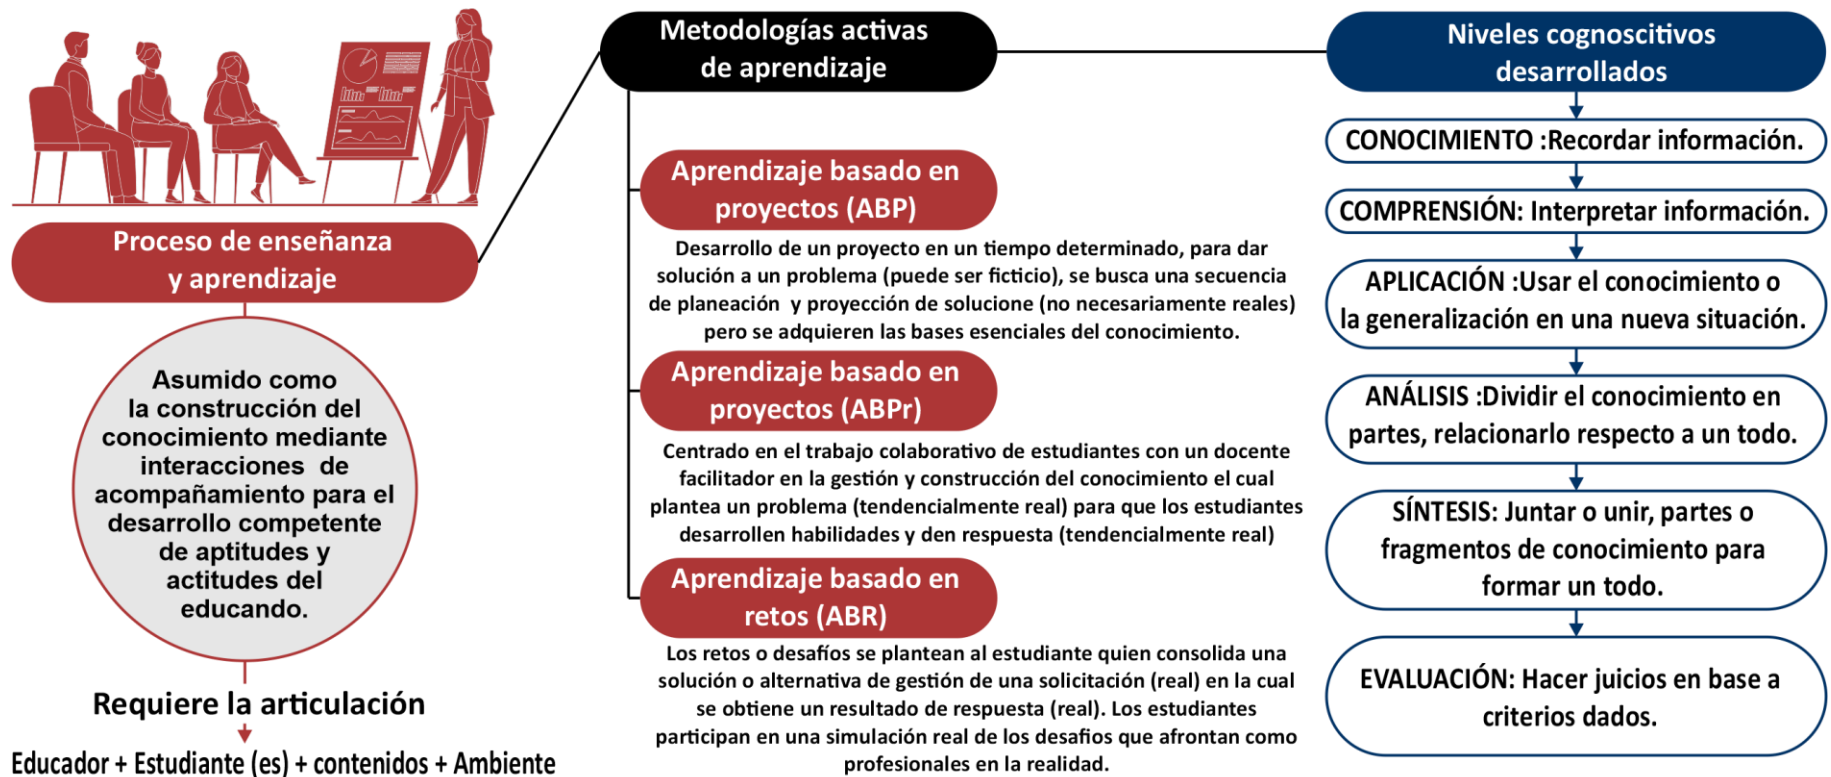 Proceso de enseñanza
y aprendizaje
Asumido como
la construcción del
conocimiento mediante
interacciones de
acompañamiento para el
desarrollo competente
de aptitudes y
actitudes del
educando.
Requiere la articulación
Educador + Estudiante (es) + contenidos + Ambiente
Metodologías activas
de aprendizaje
Aprendizaje basado en
proyectos (ABP)
Desarrollo de un proyecto en un tiempo determinado, para dar
solución a un problema (puede ser ficticio), se busca una secuencia
de planeación y proyección de solucione (no necesariamente reales)
pero se adquieren las bases esenciales del conocimiento.
Aprendizaje basado en
proyectos (ABPr)
Centrado en el trabajo colaborativo de estudiantes con un docente
facilitador en la gestión y construcción del conocimiento el cual
plantea un problema (tendencialmente real) para que los estudiantes
desarrollen habilidades y den respuesta (tendencialmente real)
Aprendizaje basado en
retos (ABR)
Los retos o desafíos se plantean al estudiante quien consolida una
solución o alternativa de gestión de una solicitación (real) en la cual
se obtiene un resultado de respuesta (real). Los estudiantes
participan en una simulación real de los desafios que afrontan como
profesionales en la realidad.
Niveles cognoscitivos
desarrollados
CONOCIMIENTO :Recordar información.
COMPRENSIÓN: Interpretar información.
APLICACIÓN :Usar el conocimiento o
la generalización en una nueva situación.
ANÁLISIS :Dividir el conocimiento en
partes, relacionarlo respecto a un todo.
SÍNTESIS: Juntar o unir, partes o
fragmentos de conocimiento para
formar un todo.
EVALUACIÓN: Hacer juicios en base a
criterios dados.